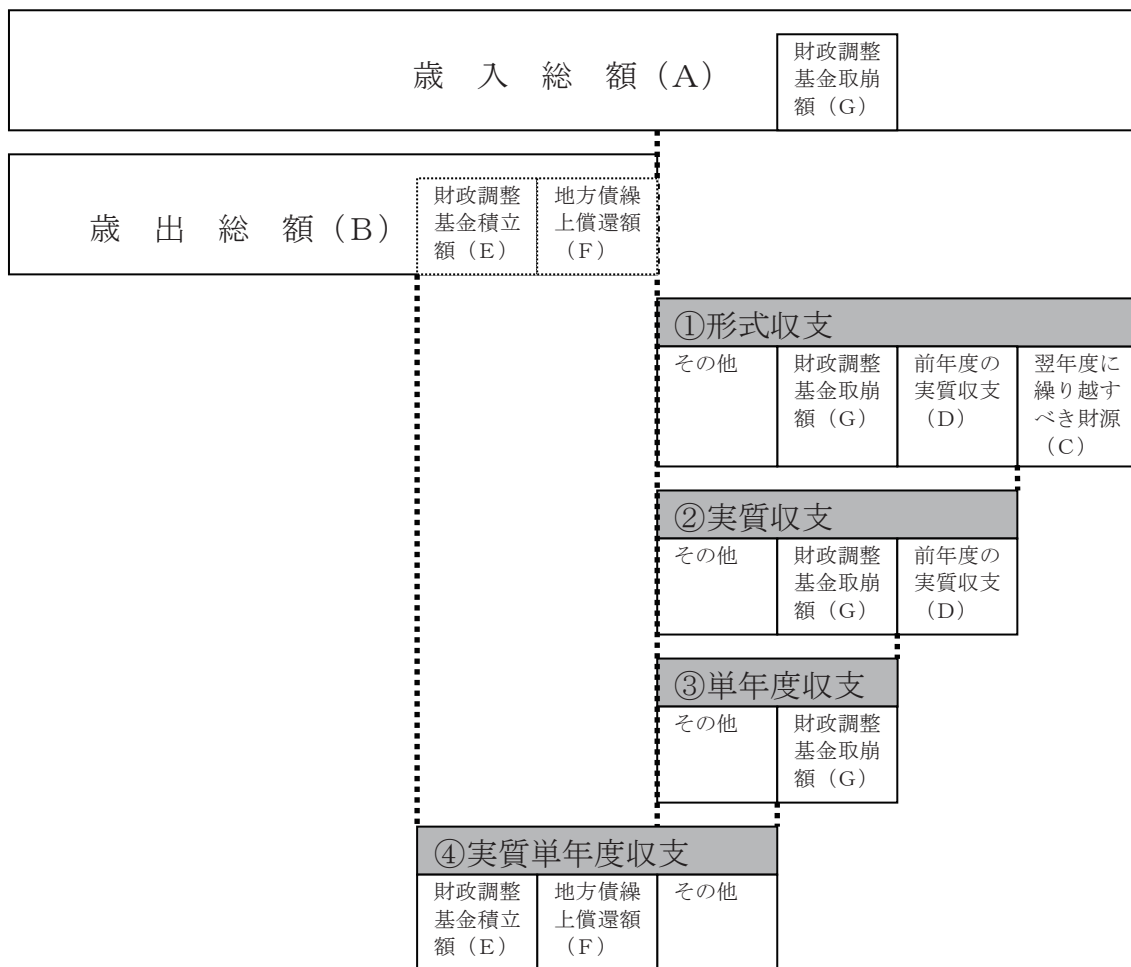 歳 入 総 額（A）
財政調整
基金取崩
額（G）
歳 出 総 額（B）
財政調整
基金積立
額（E）
地方債繰
上償還額
（F）
①形式収支
その他
財政調整
基金取崩
額（G）
前年度の
実質収支
（D）
翌年度に
繰り越す
べき財源
（C）
②実質収支
その他
財政調整
基金取崩
額（G）
前年度の
実質収支
（D）
③単年度収支
その他
財政調整
基金取崩
額（G）
④実質単年度収支
財政調整
基金積立
額（E）
地方債繰
上償還額
（F）
その他